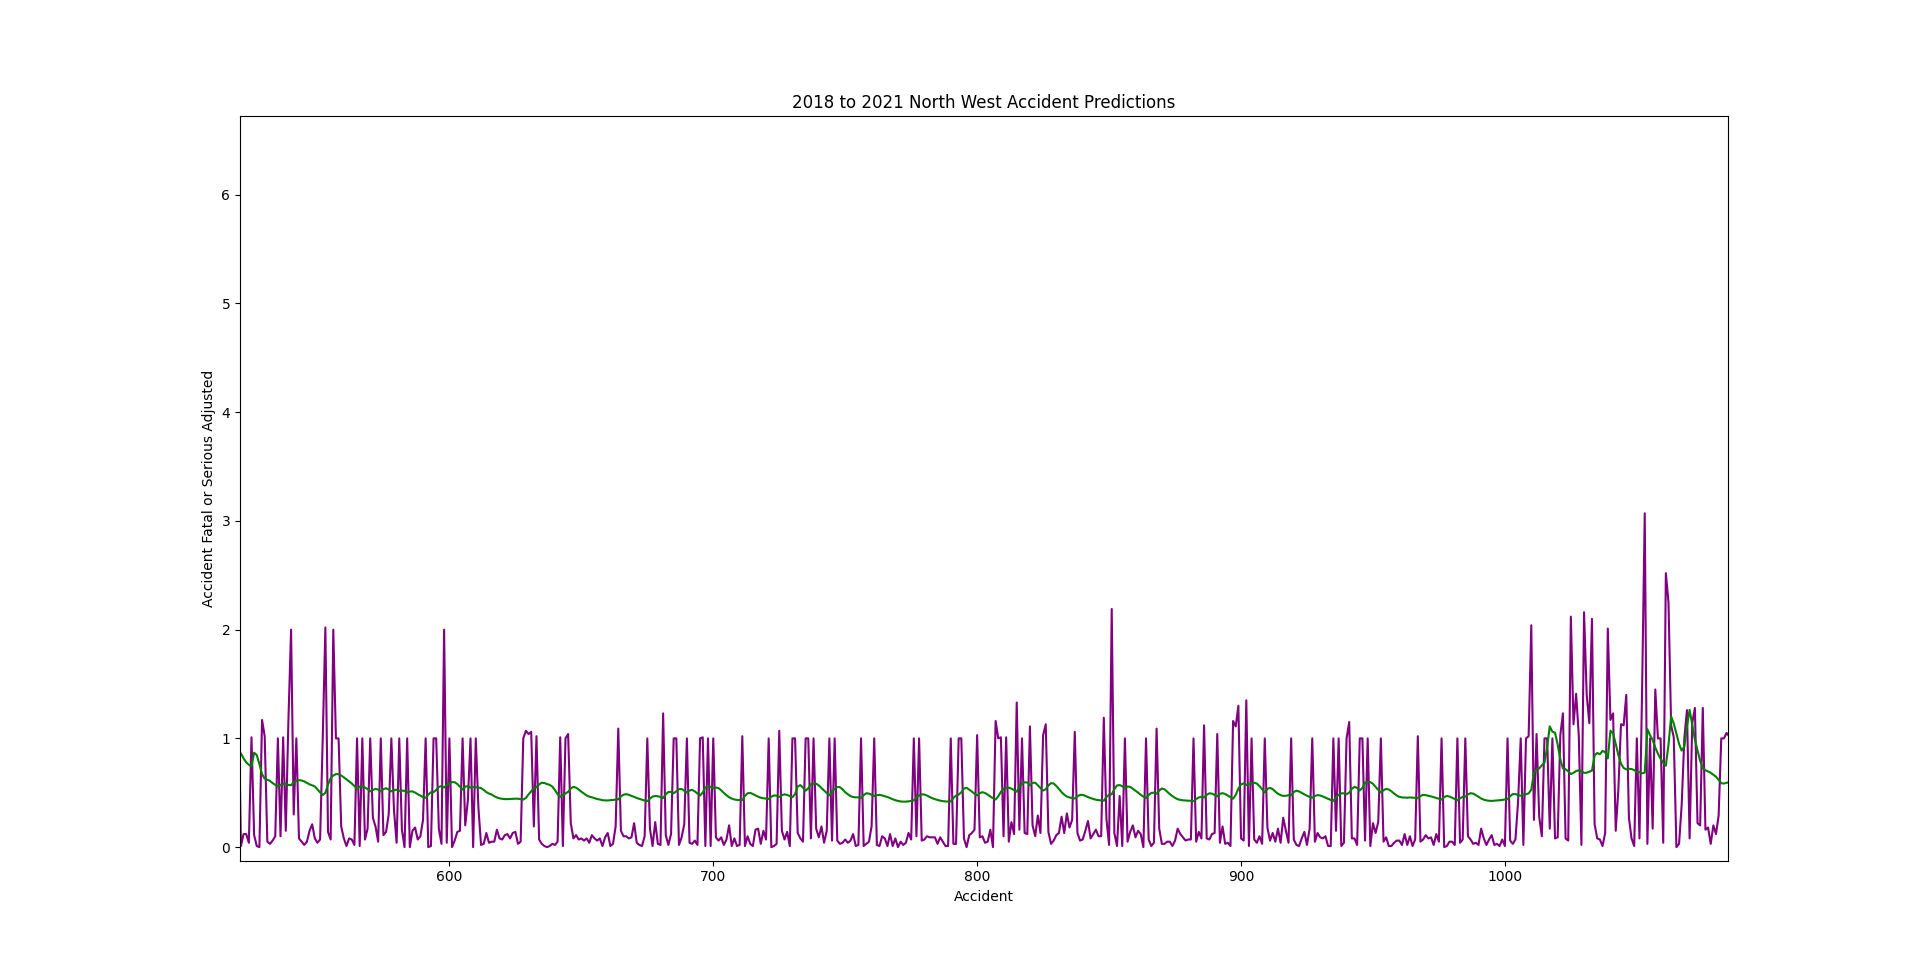 2018 to 2021 North West Accident Predictions
6
5
4
3
2
1
0
Accident Fatal or Serious Adjusted
600 700 800 900 1000
Accident